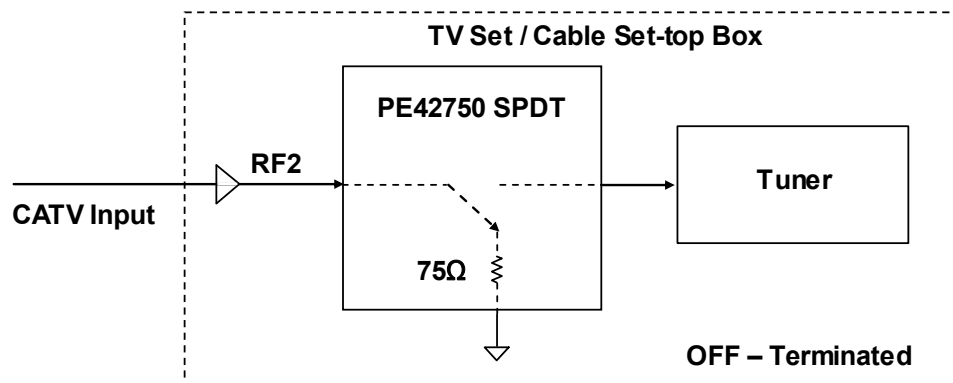 TV Set / Cable Set-top Box
PE42750 SPDT
RF2
Tuner
CATV Input
75Ω
OFF – Terminated